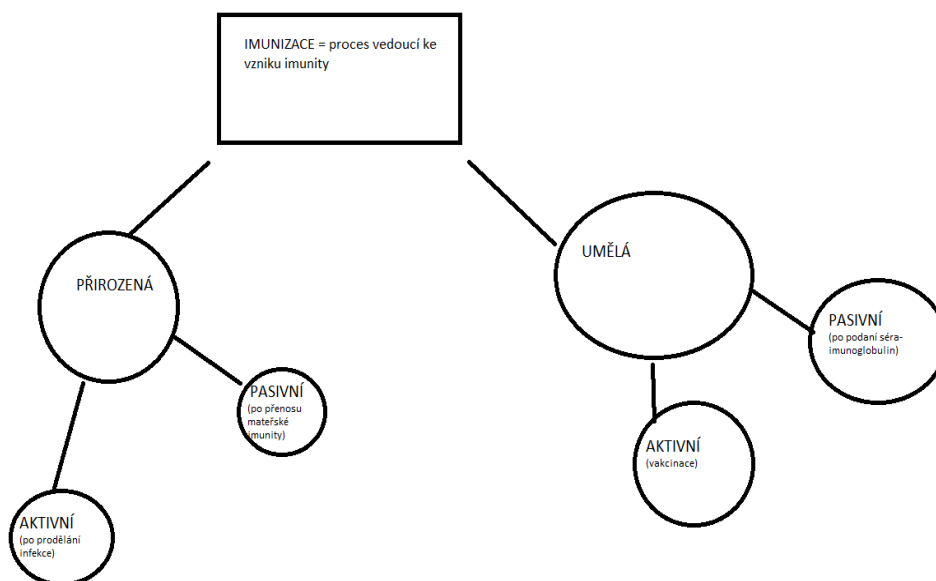 IMUNIZACE = proces vedoucí ke
vzniku imunity
PŘIROZENÁ
UMĚLÁ
PASIVNÍ
(po podaní séra-
imunoglobulin)
PASIVNÍ
(po přenosu
mateřské
imunity)
AKTIVNÍ
(vakcinace)
AKTIVNÍ
(po prodělání
infekce)